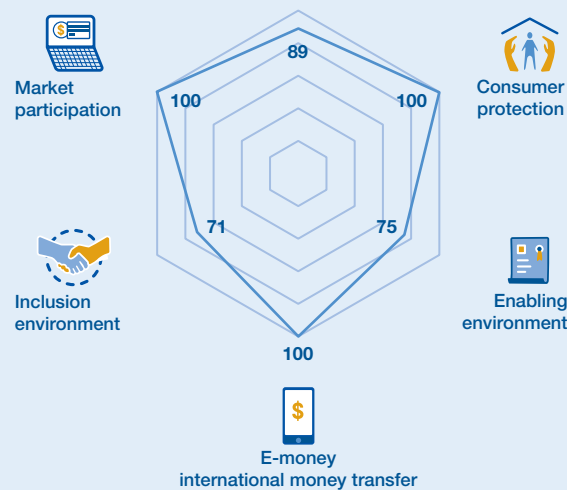 $
89
Market
participation
100
100
Consumer
protection
71
75
Inclusion
environment
Enabling
environment
100
$
E-money
international money transfer